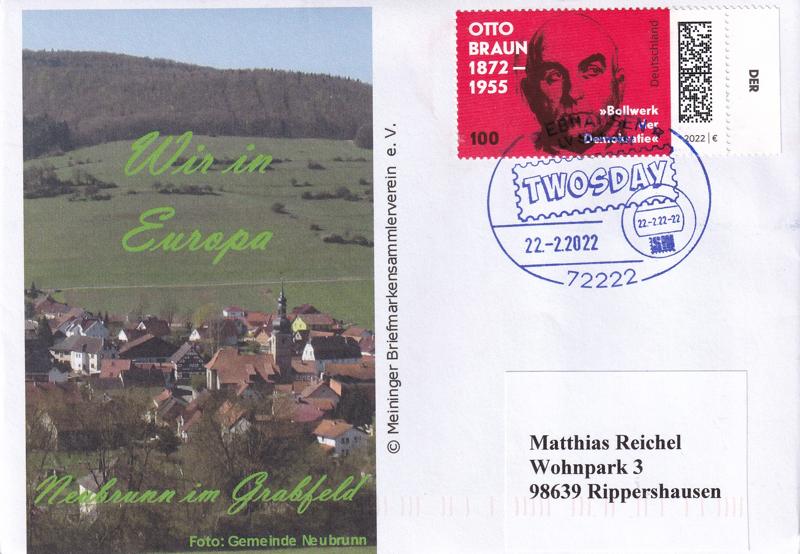 Wir in
Europa
Neubrunn im Grabfeld
Foto: Gemeinde Neubrunn
© Meininger Briefmarkensammlerverein e. V.
OTTO
BRAUN
1872 –
1955
Deutschland
»Bollwerk
der
Demokratie«
100
2022 | €
DER
EBHAUSEN
TWOSDAY
22.-2.2022
22.-2.22-22
72222
Matthias Reichel
Wohnpark 3
98639 Rippershausen